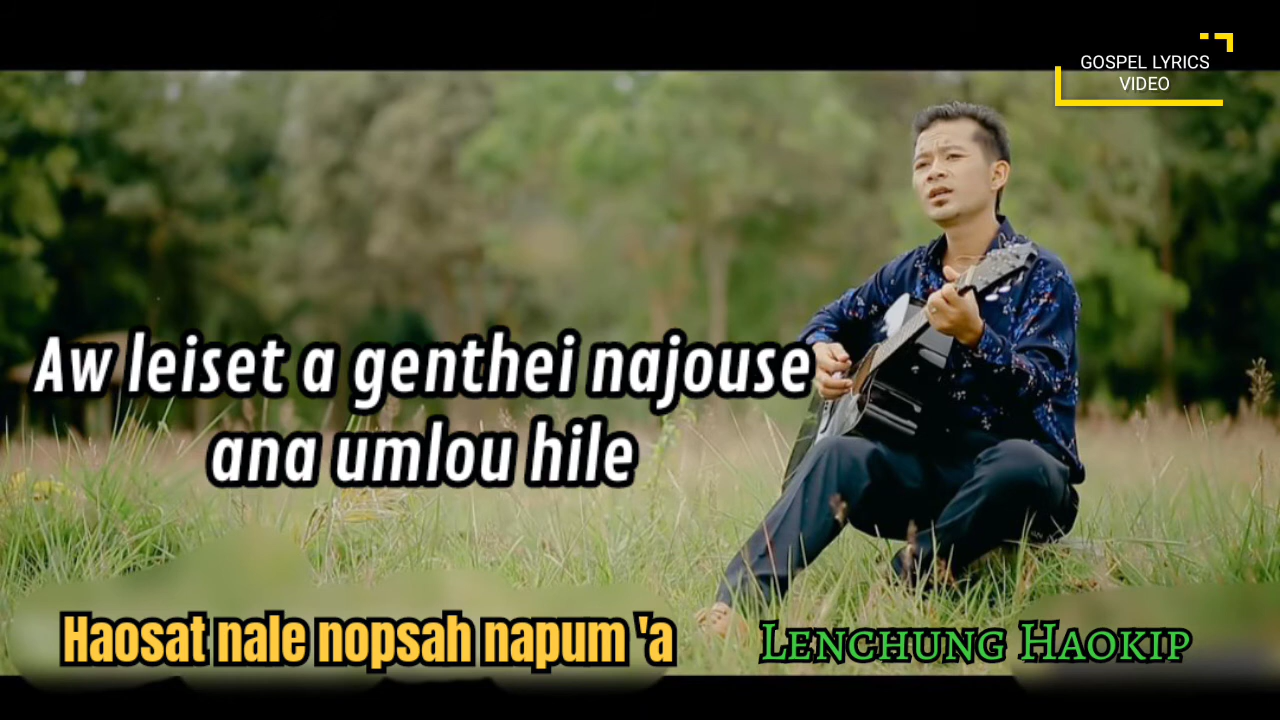 GOSPEL LYRICS
VIDEO
Aw leiset a genthei najouse
ana umlou hile
Haosat nale nopsah napum 'a
Lenchung Haokip